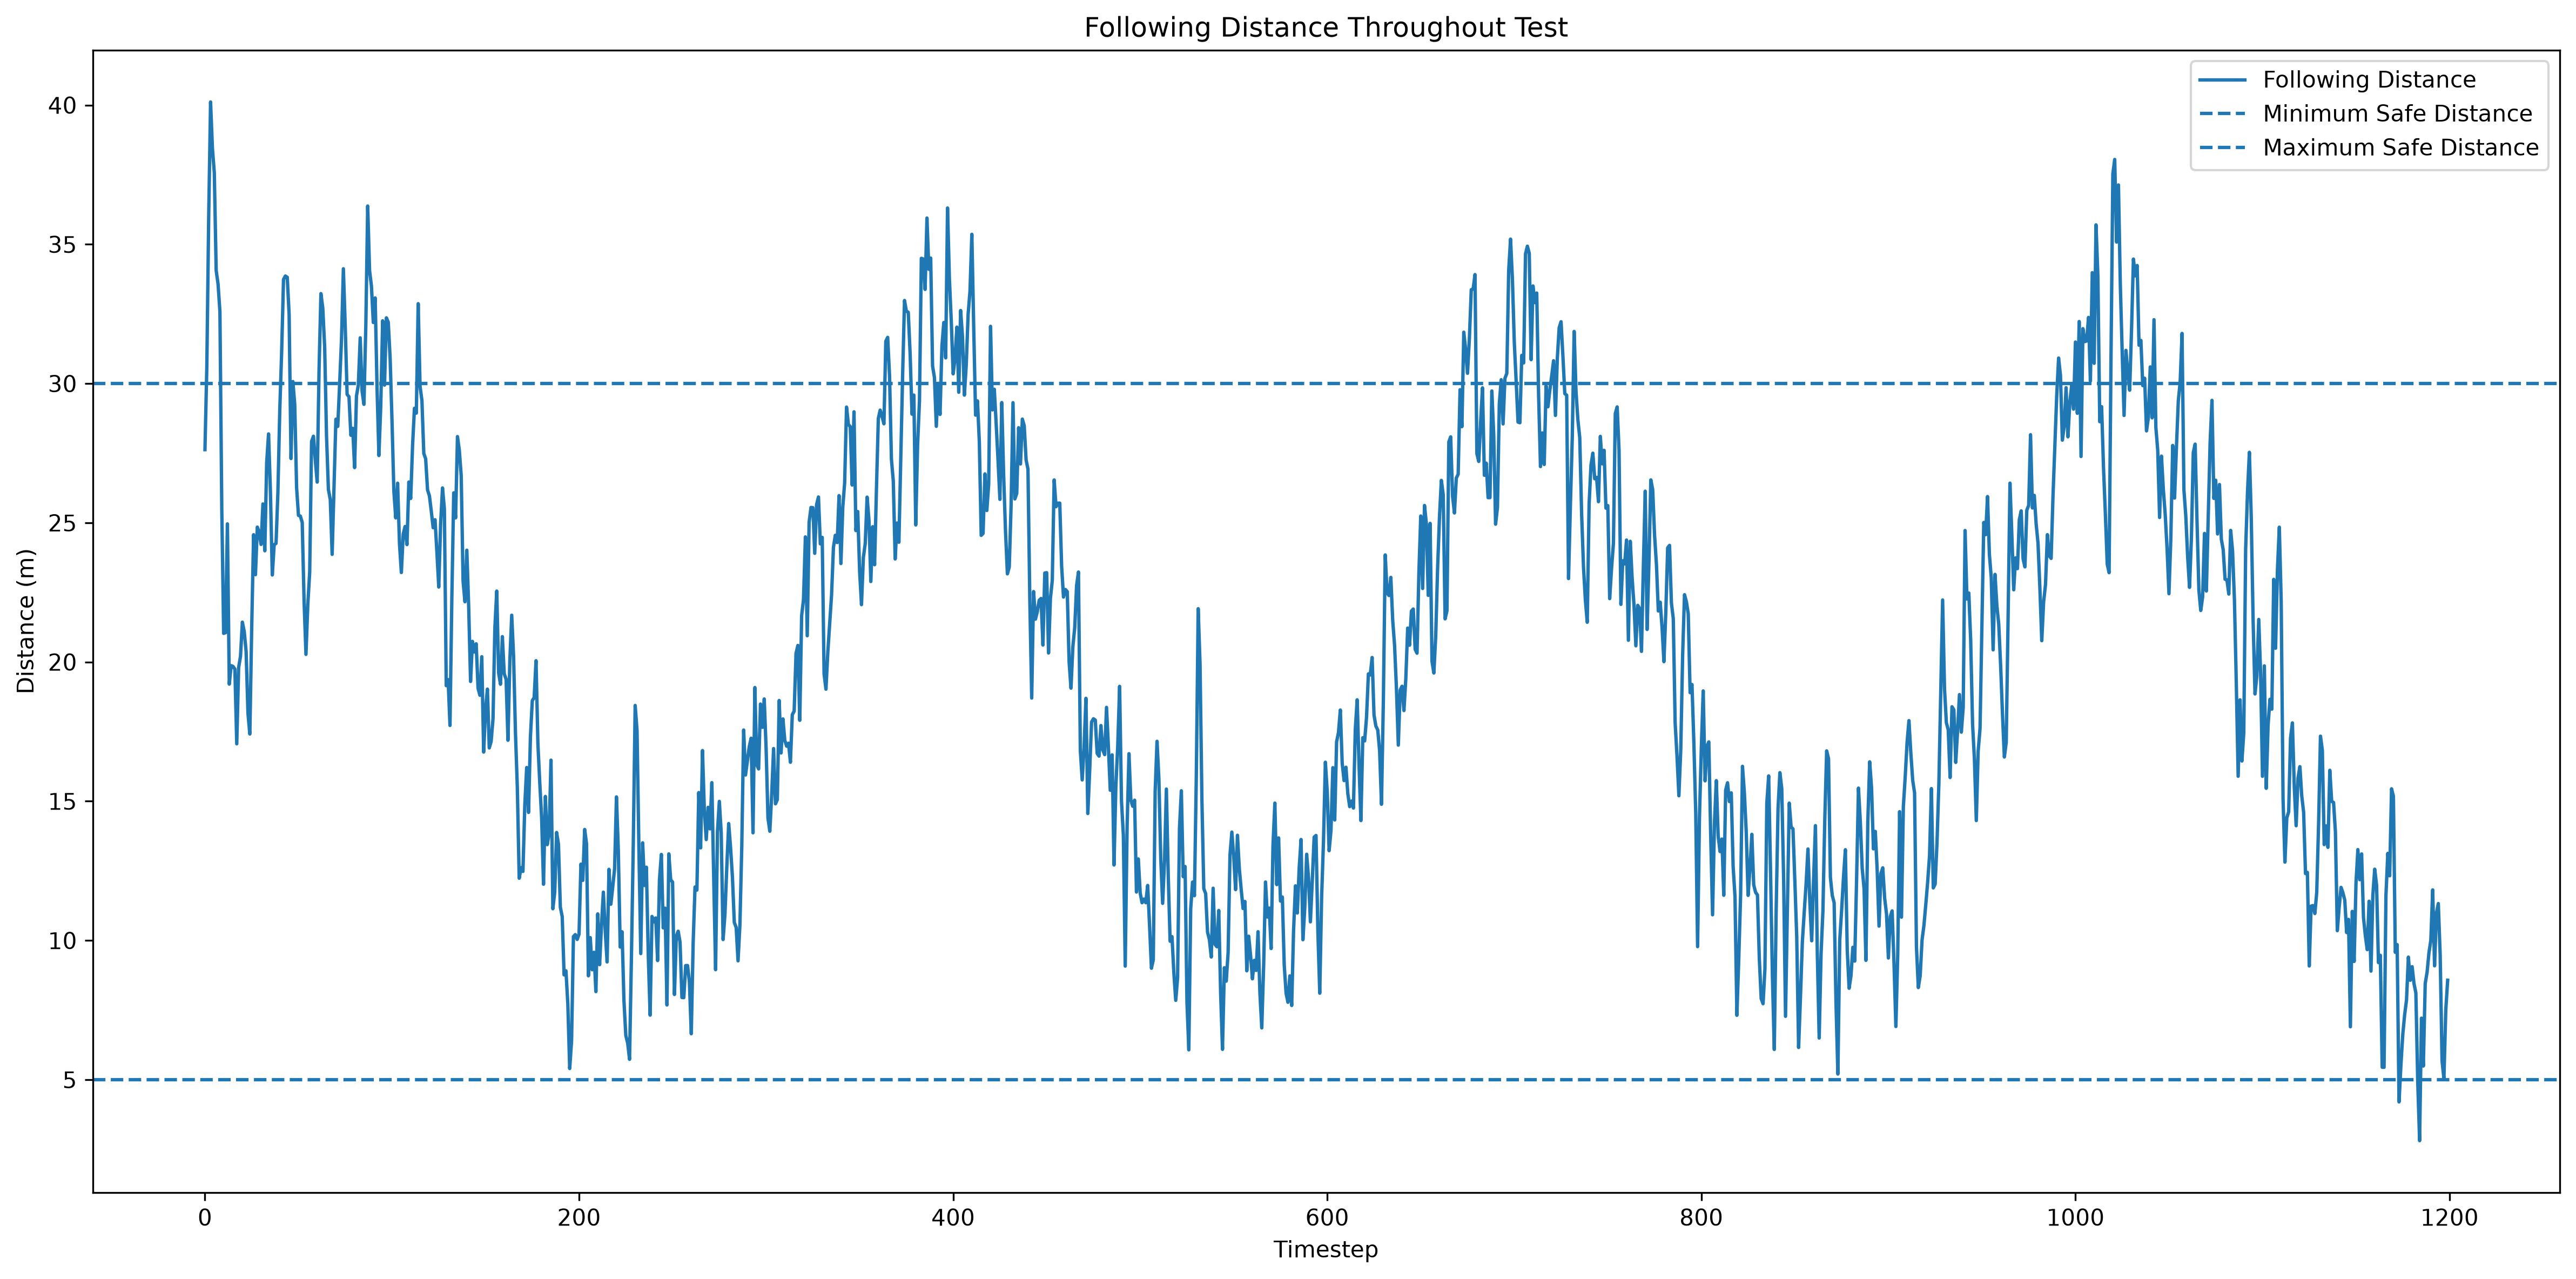 Following Distance Throughout Test
Following Distance
Minimum Safe Distance
Maximum Safe Distance
40
35
30
25
20
15
10
5
Distance (m)
0
200
400
600
800
1000
1200
Timestep